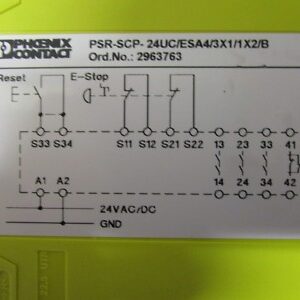 PHOENIX CONTACT
PSR-SCP- 24UC/ESA4/3X1/1X2/B
Ord.No.: 2963763
Reset E-Stop
S33 S34 S11 S12 S21 S22 13 23 33 41
14 24 34 42
A1 A2
24VAC/DC
GND